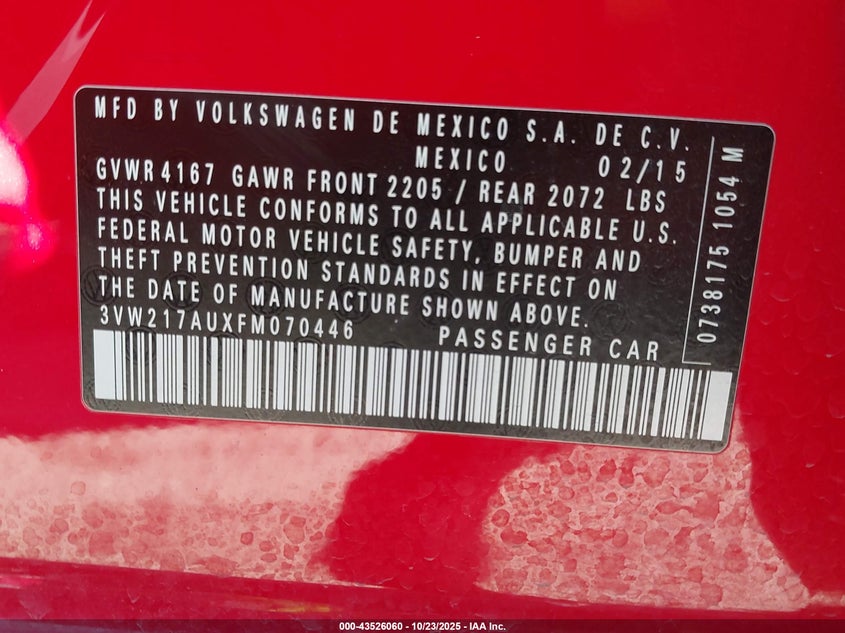 MFD BY VOLKSWAGEN DE MEXICO S.A. DE C.V.
MEXICO 02/15
GVWR 4167 GAWR FRONT 2205 / REAR 2072 LBS
THIS VEHICLE CONFORMS TO ALL APPLICABLE U.S.
FEDERAL MOTOR VEHICLE SAFETY, BUMPER AND
THEFT PREVENTION STANDARDS IN EFFECT ON
THE DATE OF MANUFACTURE SHOWN ABOVE.
3VW217AUXFM070446 PASSENGER CAR
0738175 1054 M
000-43526060 - 10/23/2025 - IAA Inc.